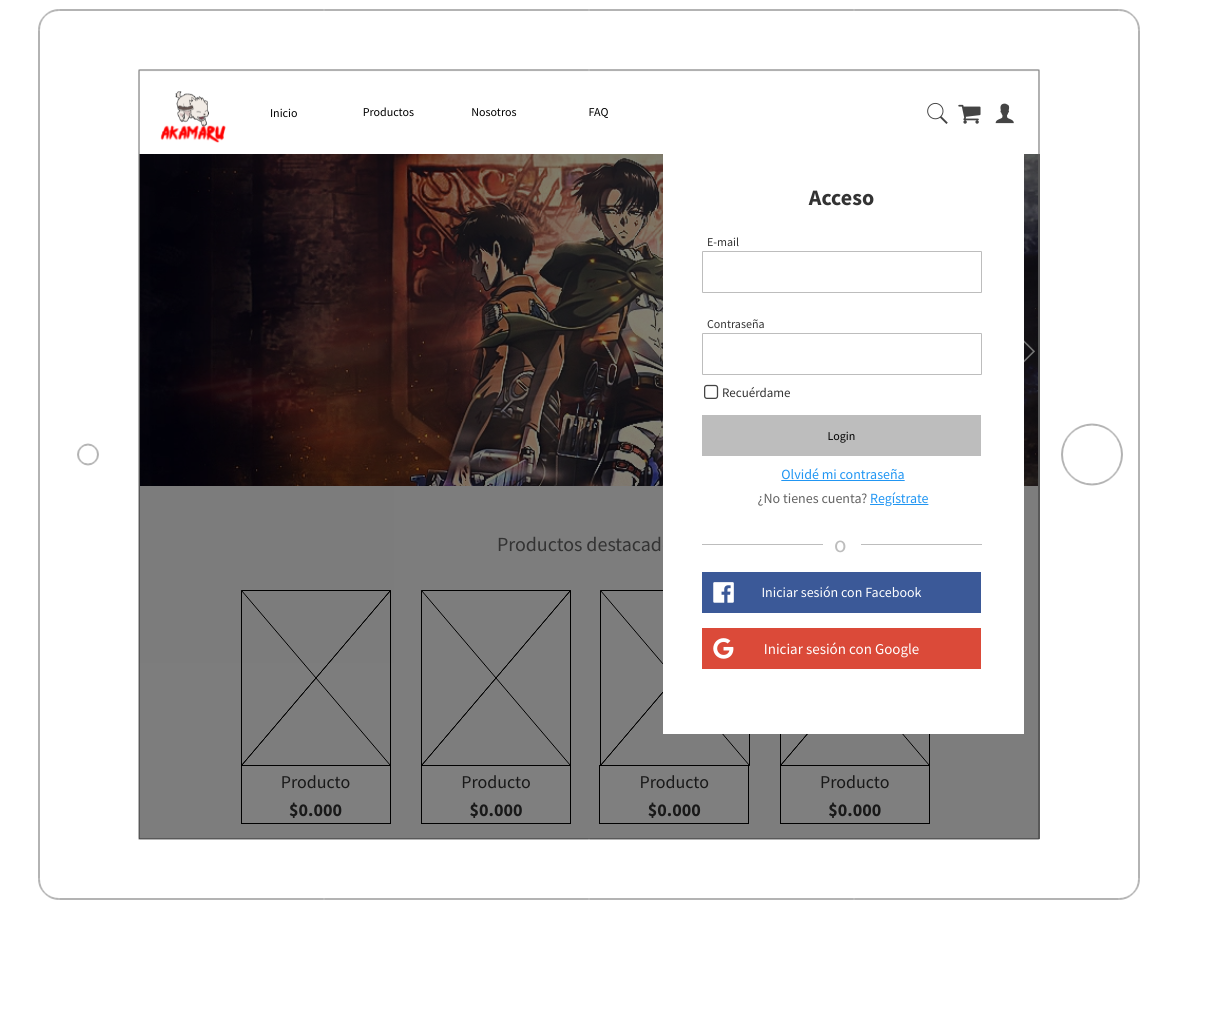 AKAMARU
Inicio
Productos
Nosotros
FAQ
Acceso
E-mail
Contraseña
Recuérdame
Login
Olvidé mi contraseña
¿No tienes cuenta? Regístrate
O
Iniciar sesión con Facebook
Iniciar sesión con Google
Productos destacad
Producto
$0.000
Producto
$0.000
Producto
$0.000
Producto
$0.000